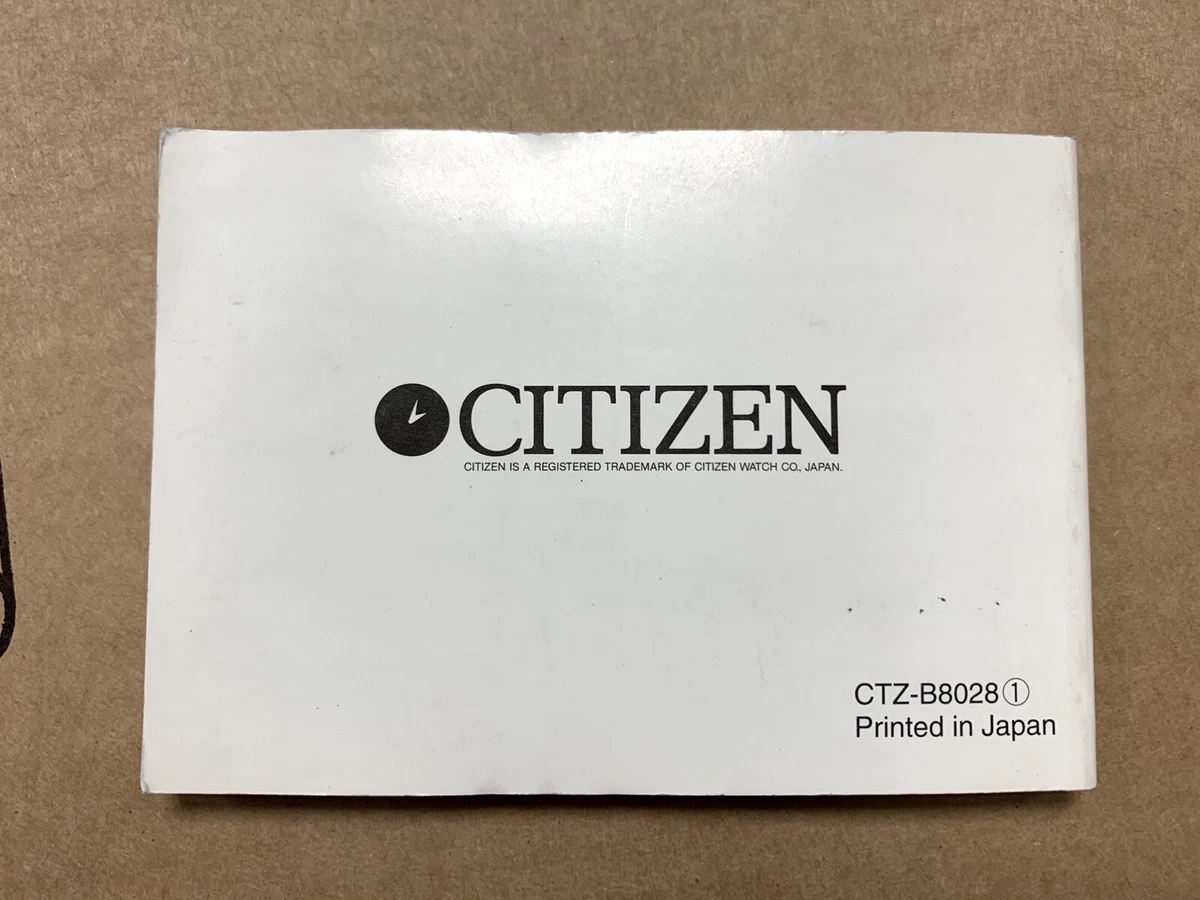 CITIZEN
CITIZEN IS A REGISTERED TRADEMARK OF CITIZEN WATCH CO., JAPAN.
CTZ-B8028①
Printed in Japan